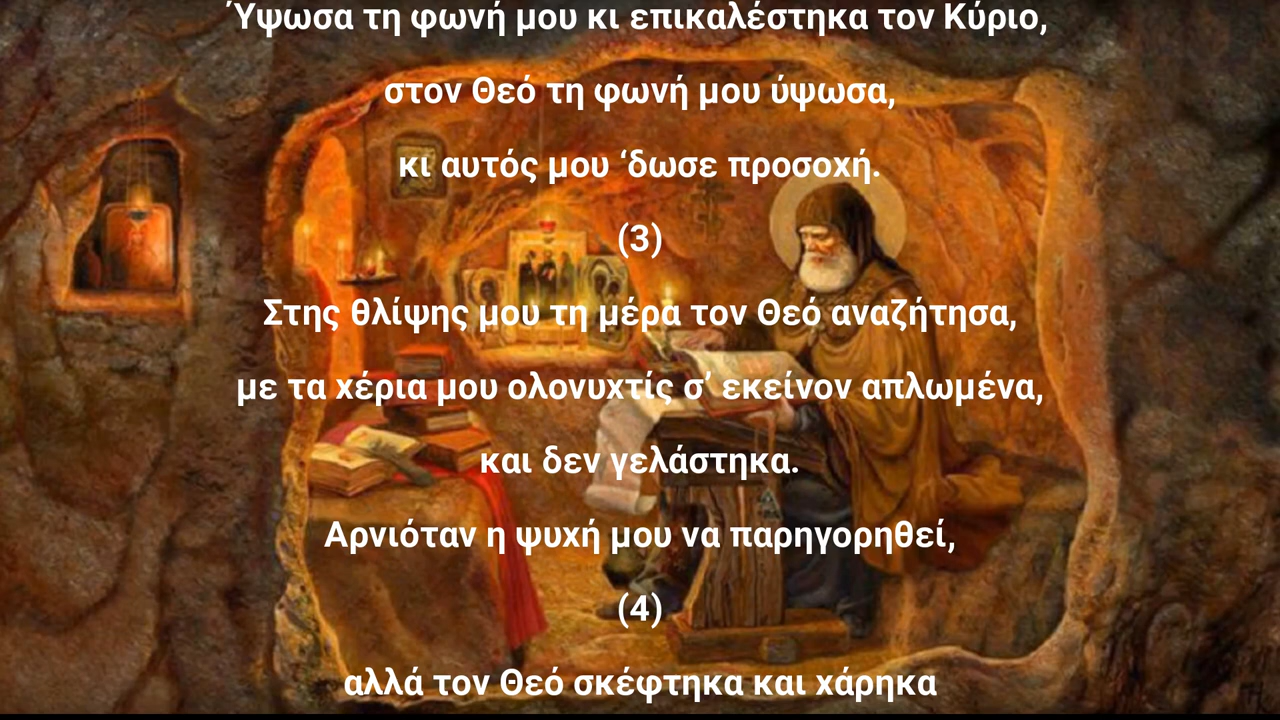 Ύψωσα τη φωνή μου κι επικαλέστηκα τον Κύριο,
στον Θεό τη φωνή μου ύψωσα,
κι αυτός μου ‘δωσε προσοχή.
(3)
Στης θλίψης μου τη μέρα τον Θεό αναζήτησα,
με τα χέρια μου ολονυχτίς σ’ εκείνον απλωμένα,
και δεν γελάστηκα.
Αρνιόταν η ψυχή μου να παρηγορηθεί,
(4)
αλλά τον Θεό σκέφτηκα και χάρηκα